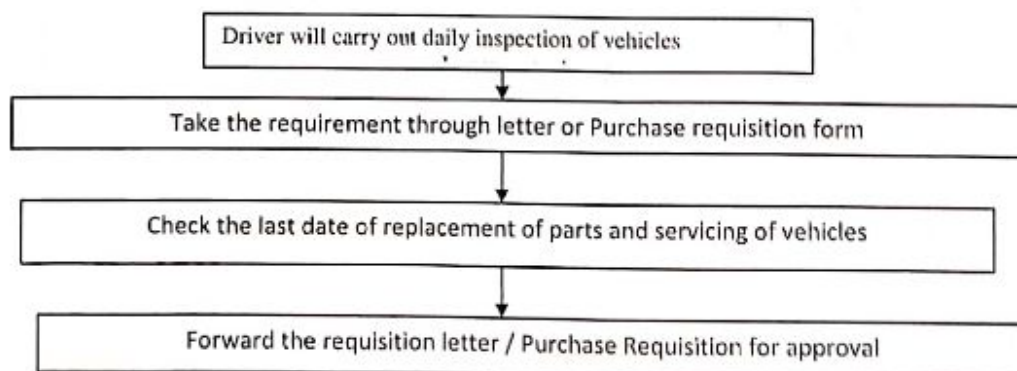 Driver will carry out daily inspection of vehicles
Take the requirement through letter or Purchase requisition form
Check the last date of replacement of parts and servicing of vehicles
Forward the requisition letter / Purchase Requisition for approval